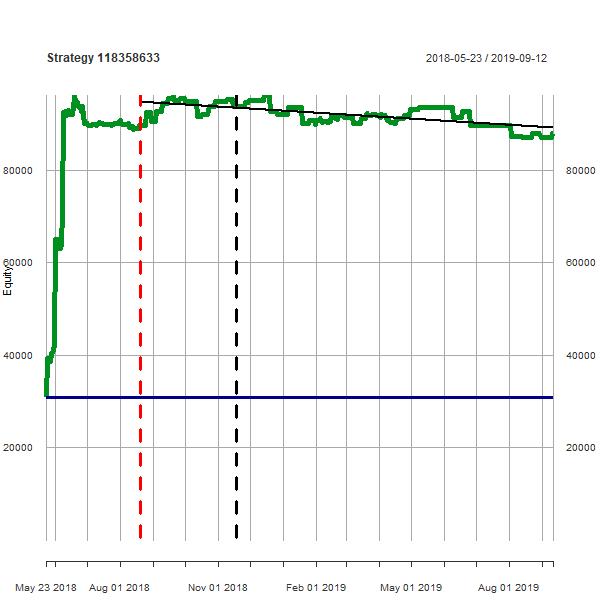 Strategy 118358633
2018-05-23 / 2019-09-12
80000 80000
60000 60000
Equity
40000 40000
20000 20000
May 23 2018 Aug 01 2018 Nov 01 2018 Feb 01 2019 May 01 2019 Aug 01 2019